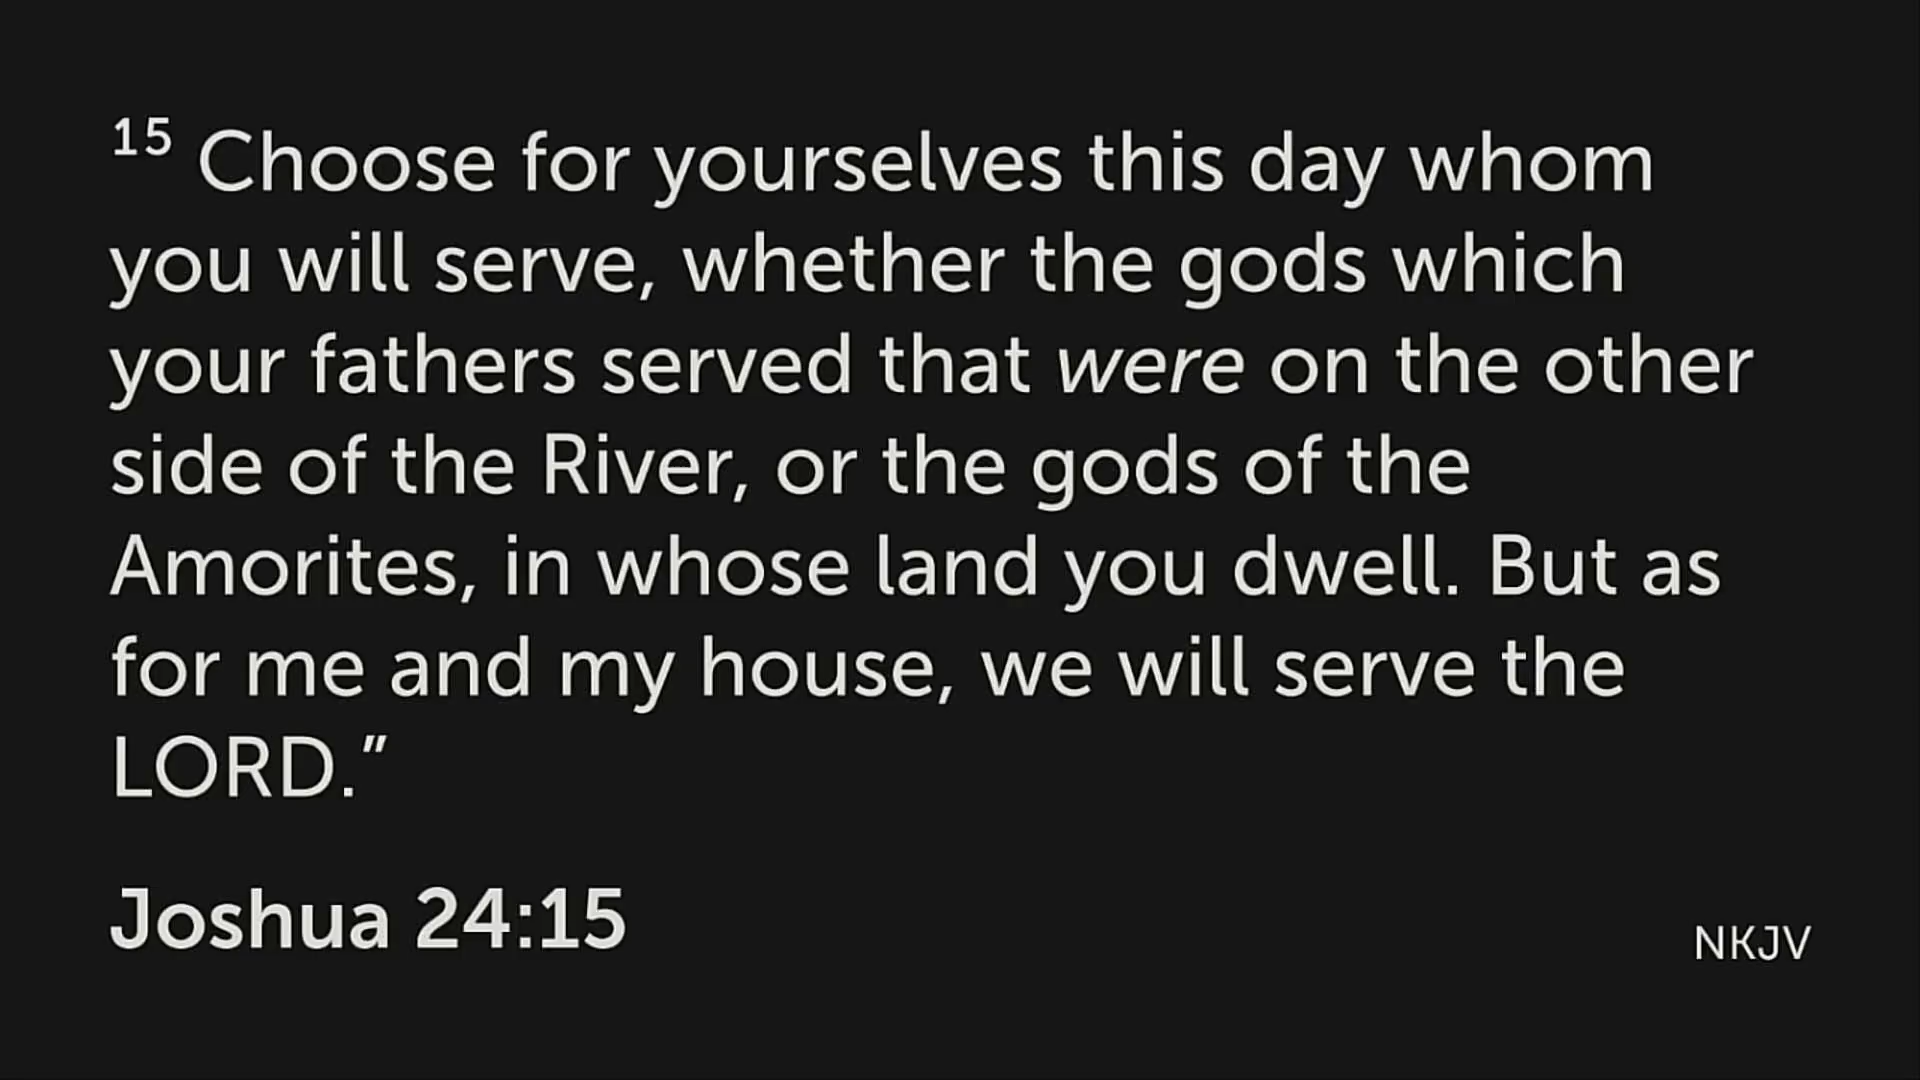 15 Choose for yourselves this day whom
you will serve, whether the gods which
your fathers served that were on the other
side of the River, or the gods of the
Amorites, in whose land you dwell. But as
for me and my house, we will serve the
LORD.”
Joshua 24:15
NKJV